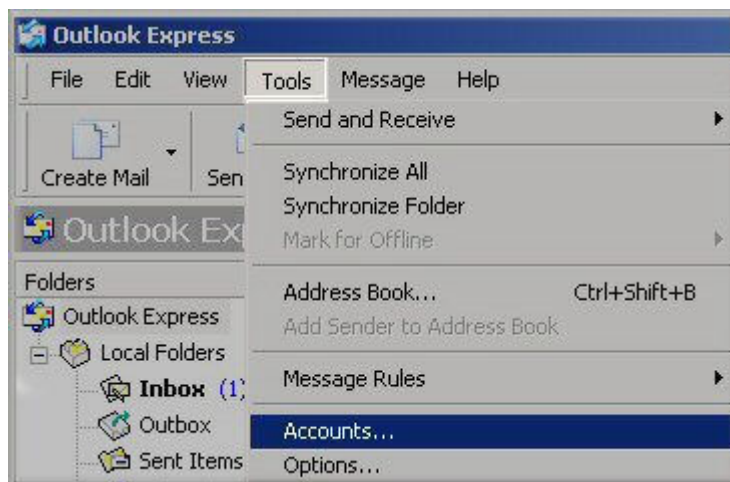 Outlook Express
File Edit View Tools Message Help
Create Mail Sen
Outlook Ex
Folders
Outlook Express
Local Folders
Inbox (1)
Outbox
Sent Items
Send and Receive
Synchronize All
Synchronize Folder
Mark for Offline
Address Book... Ctrl+Shift+B
Add Sender to Address Book
Message Rules
Accounts...
Options...